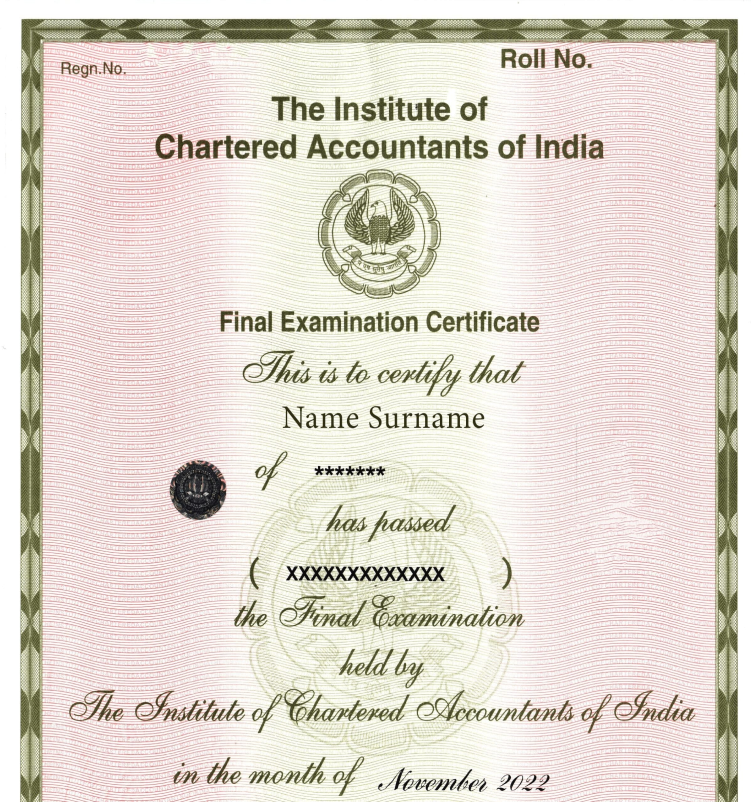 Regn.No.
Roll No.
The Institute of
Chartered Accountants of India
य एष सुप्तेषु जागर्ति
Final Examination Certificate
This is to certify that
Name Surname
of *******
has passed
( XXXXXXXXXXXXX )
the Final Examination
held by
The Institute of Chartered Accountants of India
in the month of November 2022